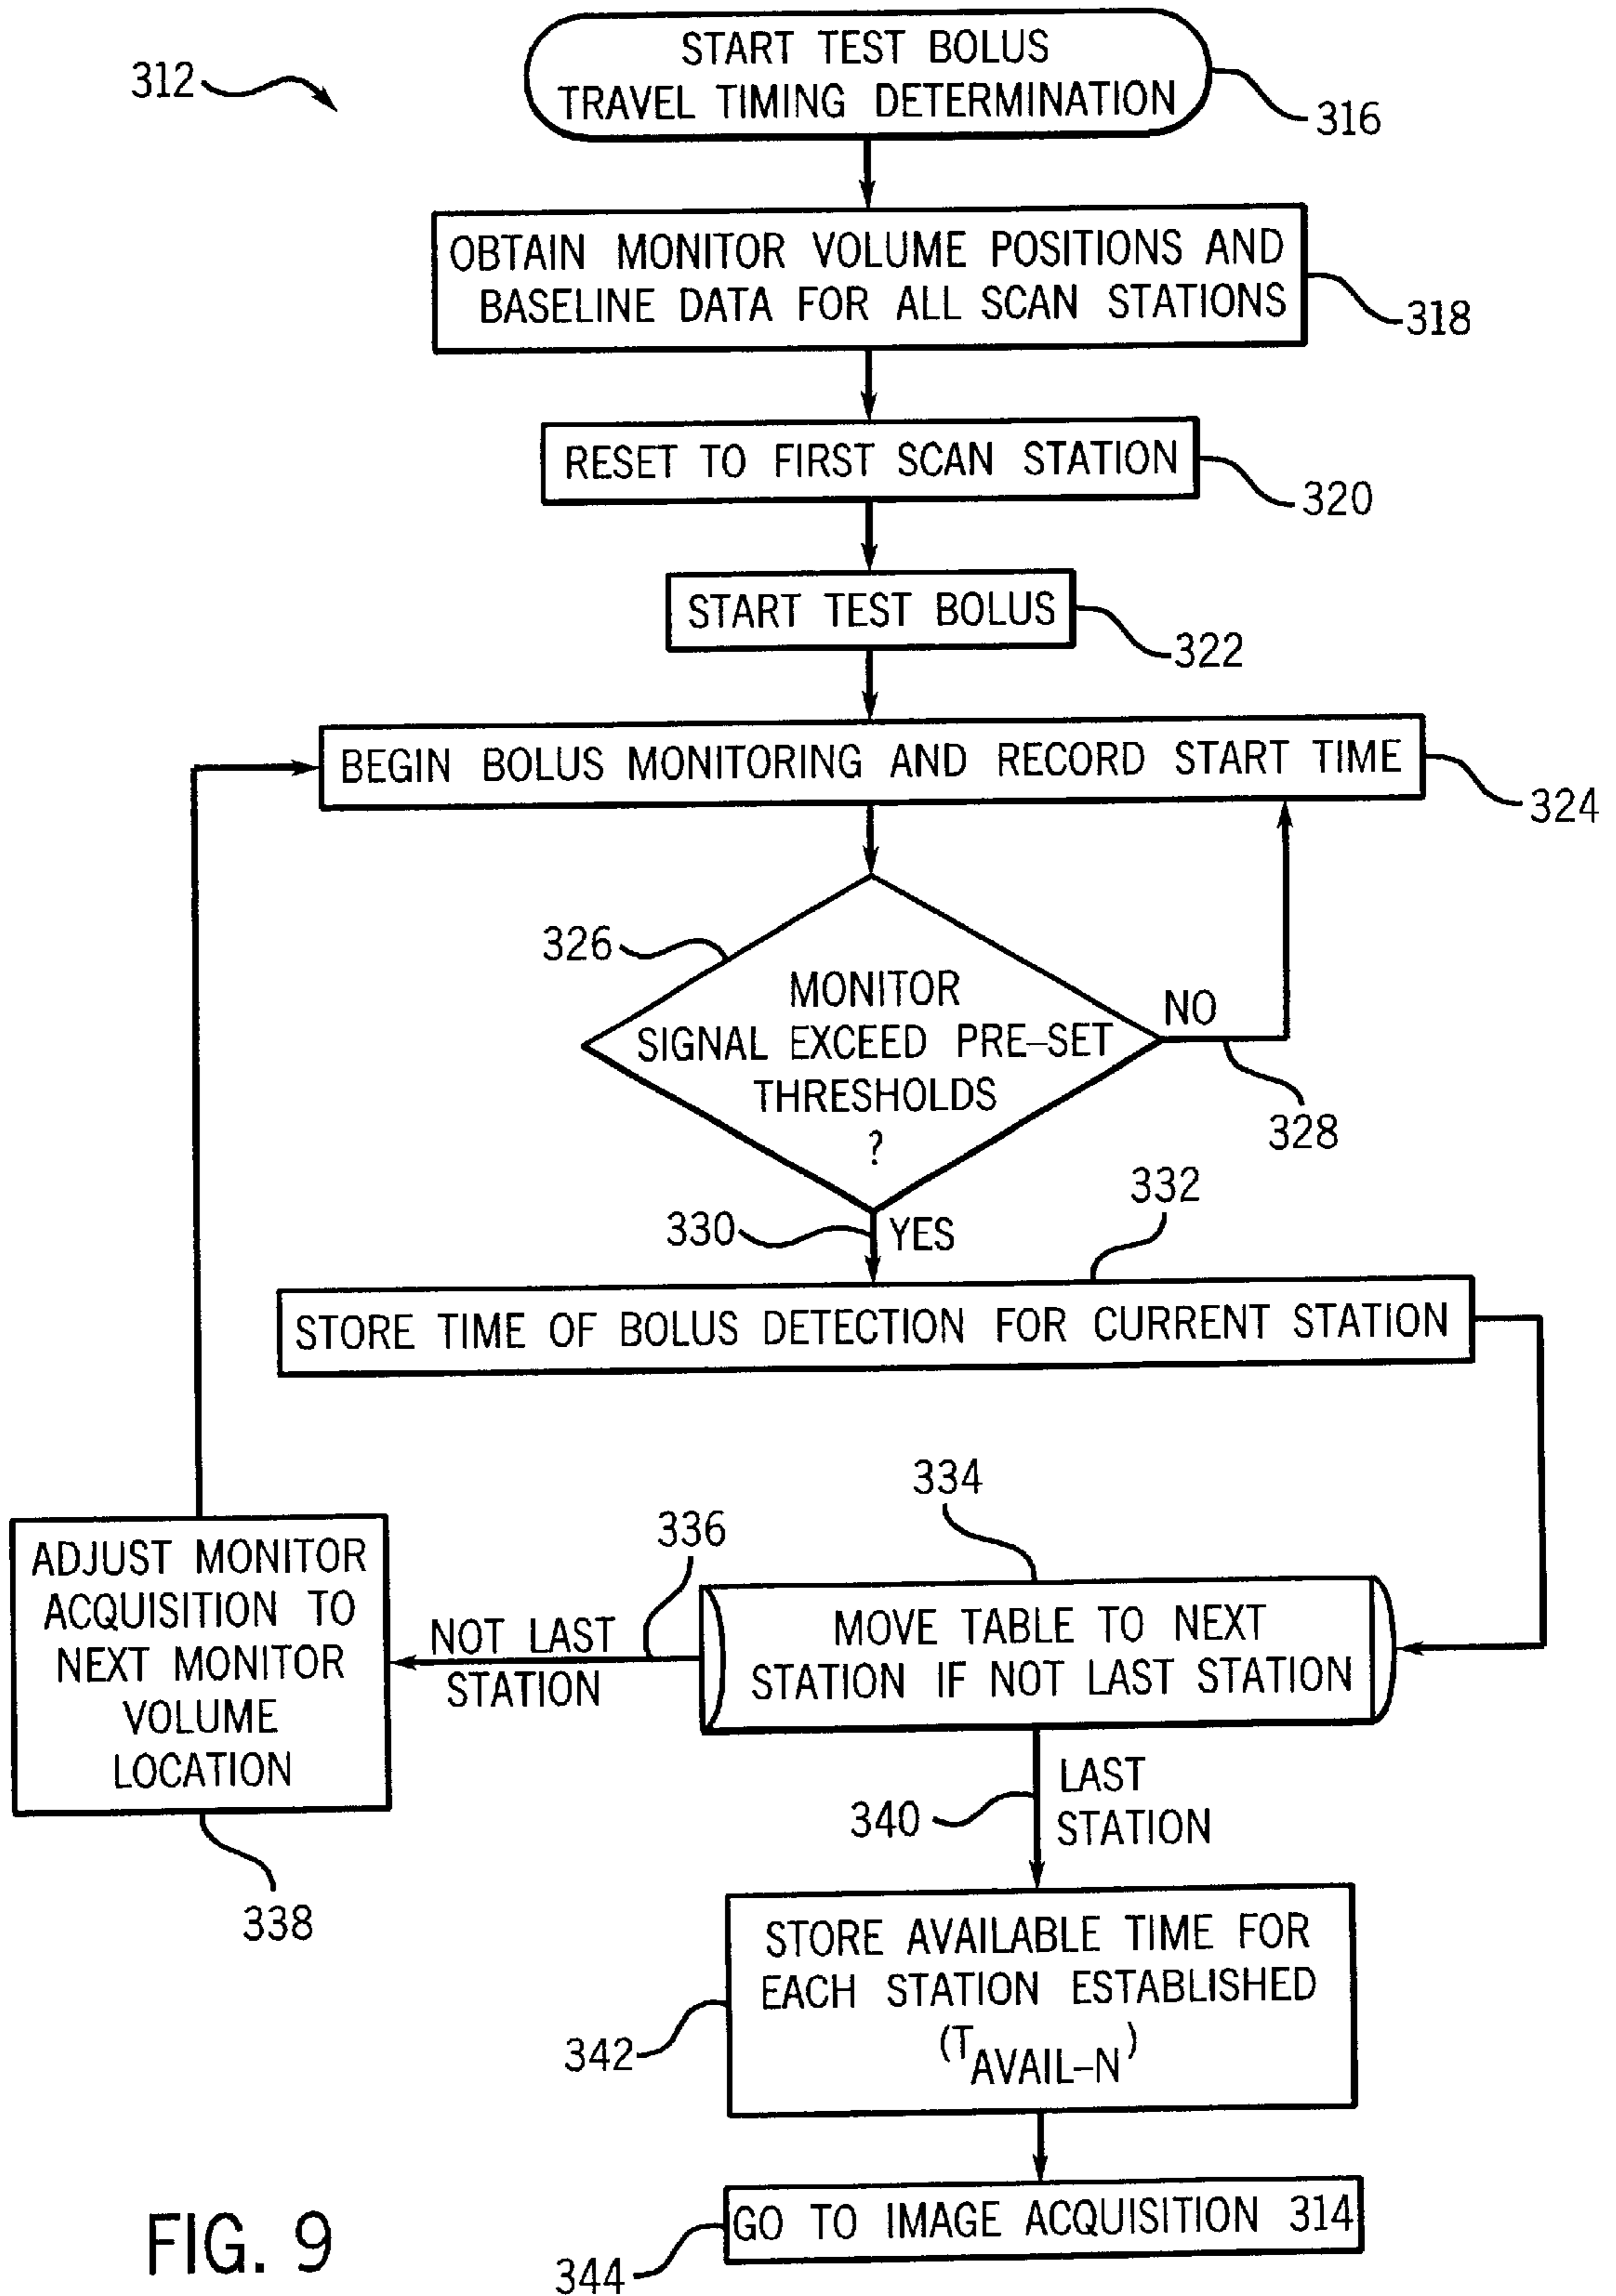 312
START TEST BOLUS
TRAVEL TIMING DETERMINATION
316
OBTAIN MONITOR VOLUME POSITIONS AND
BASELINE DATA FOR ALL SCAN STATIONS
318
RESET TO FIRST SCAN STATION
320
START TEST BOLUS
322
BEGIN BOLUS MONITORING AND RECORD START TIME
324
326
MONITOR
SIGNAL EXCEED PRE-SET
THRESHOLDS
?
NO
328
330
YES
332
STORE TIME OF BOLUS DETECTION FOR CURRENT STATION
334
MOVE TABLE TO NEXT
STATION IF NOT LAST STATION
336
NOT LAST
STATION
ADJUST MONITOR
ACQUISITION TO
NEXT MONITOR
VOLUME
LOCATION
338
340
LAST
STATION
STORE AVAILABLE TIME FOR
EACH STATION ESTABLISHED
(TAVAIL-N)
342
GO TO IMAGE ACQUISITION 314
344
FIG. 9